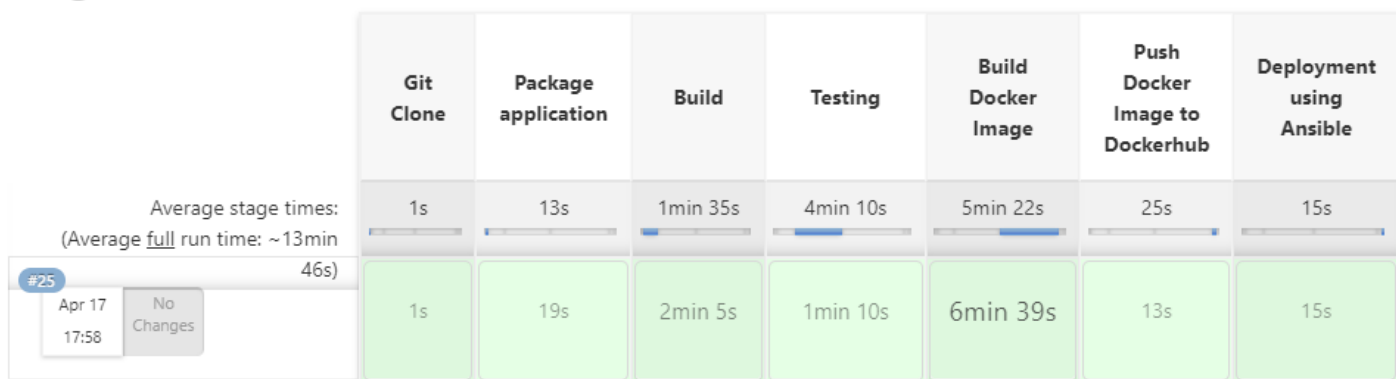 Git
Clone
Package
application
Build
Testing
Build
Docker
Image
Push
Docker
Image to
Dockerhub
Deployment
using
Ansible
Average stage times:
(Average full run time: ~13min
46s)
1s
13s
1min 35s
4min 10s
5min 22s
25s
15s
#25
Apr 17
17:58
No
Changes
1s
19s
2min 5s
1min 10s
6min 39s
13s
15s